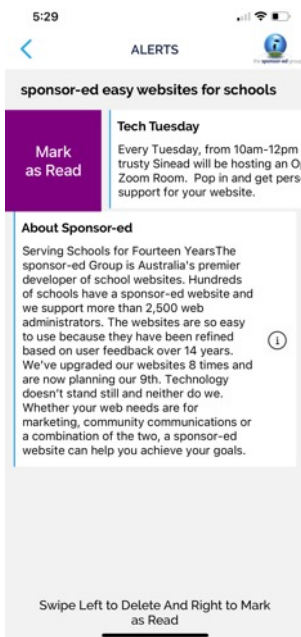 5:29
ALERTS
the sponsor-ed group
sponsor-ed easy websites for schools
Mark
as Read
Tech Tuesday
Every Tuesday, from 10am-12pm
trusty Sinead will be hosting an
Zoom Room. Pop in and get
support for your website.
About Sponsor-ed
Serving Schools for Fourteen YearsThe
sponsor-ed Group is Australia's premier
developer of school websites. Hundreds
of schools have a sponsor-ed website and
we support more than 2,500 web
administrators. The websites are so easy
to use because they have been refined
based on user feedback over 14 years.
We've upgraded our websites 8 times and
are now planning our 9th. Technology
doesn't stand still and neither do we.
Whether your web needs are for
marketing, community communications or
a combination of the two, a sponsor-ed
website can help you achieve your goals.
Swipe Left to Delete And Right to Mark
as Read